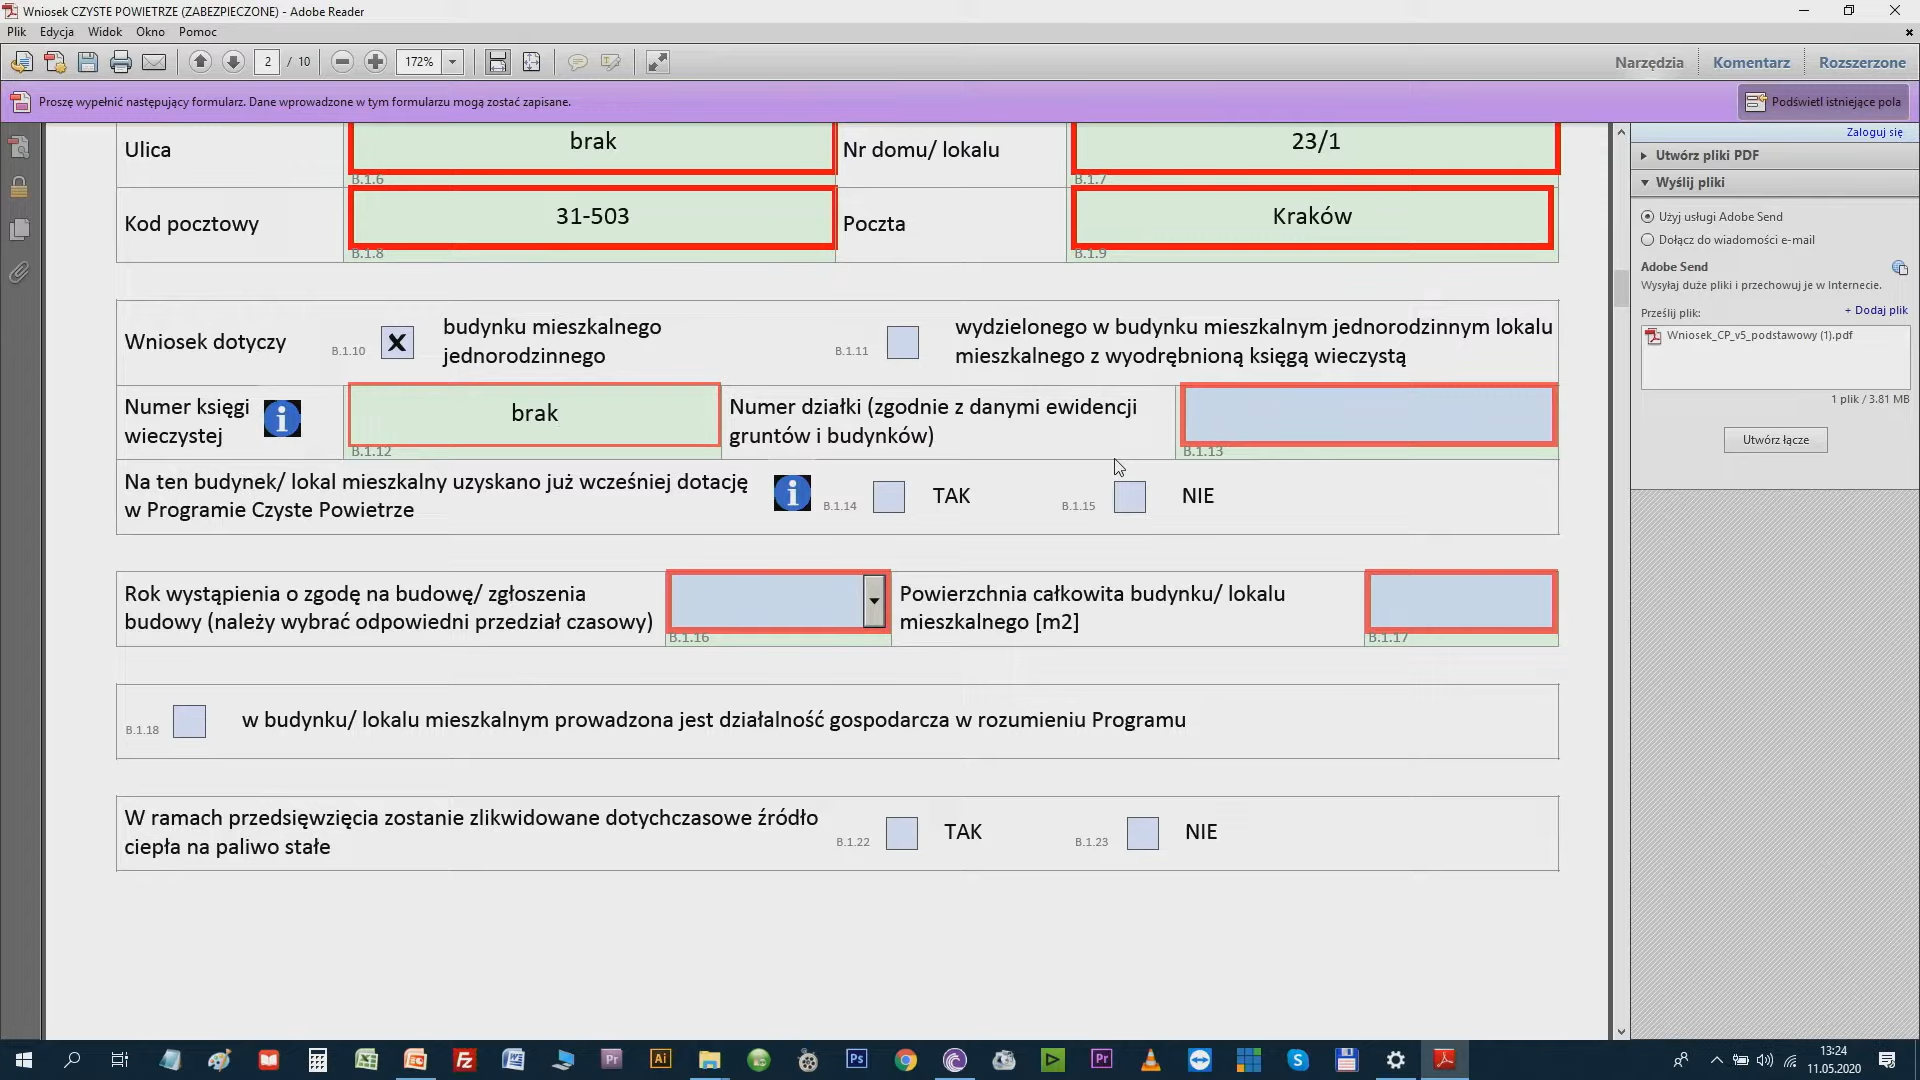 Wniosek CZYSTE POWIETRZE (ZABEZPIECZONE) - Adobe Reader
Plik Edycja Widok Okno Pomoc
2 / 10 172% Narzędzia Komentarz Rozszerzone
Proszę wypełnić następujący formularz. Dane wprowadzone w tym formularzu mogą zostać zapisane. Podświetl istniejące pola
Ulica brak Nr domu/ lokalu 23/1
B.1.6 B.1.7
Kod pocztowy 31-503 Poczta Kraków
B.1.8 B.1.9
Wniosek dotyczy B.1.10 X budynku mieszkalnego
jednorodzinnego
B.1.11 wydzielonego w budynku mieszkalnym jednorodzinnym lokalu
mieszkalnego z wyodrębnioną księgą wieczystą
Numer księgi
wieczystej
brak
B.1.12
Numer działki (zgodnie z danymi ewidencji
gruntów i budynków)
B.1.13
Na ten budynek/ lokal mieszkalny uzyskano już wcześniej dotację
w Programie Czyste Powietrze
B.1.14 TAK B.1.15 NIE
Rok wystąpienia o zgodę na budowę/ zgłoszenia
budowy (należy wybrać odpowiedni przedział czasowy)
B.1.16
Powierzchnia całkowita budynku/ lokalu
mieszkalnego [m2]
B.1.17
B.1.18 w budynku/ lokalu mieszkalnym prowadzona jest działalność gospodarcza w rozumieniu Programu
W ramach przedsięwzięcia zostanie zlikwidowane dotychczasowe źródło
ciepła na paliwo stałe
B.1.22 TAK B.1.23 NIE
Zaloguj się
Utwórz pliki PDF
Wyślij pliki
Użyj usługi Adobe Send
Dołącz do wiadomości e-mail
Adobe Send
Wysyłaj duże pliki i przechowuj je w Internecie.
Prześlij plik: + Dodaj plik
Wniosek_CP_v5_podstawowy (1).pdf
1 plik / 3.81 MB
Utwórz łącze
Pr Ai Ps Pr
13:24
11.05.2020